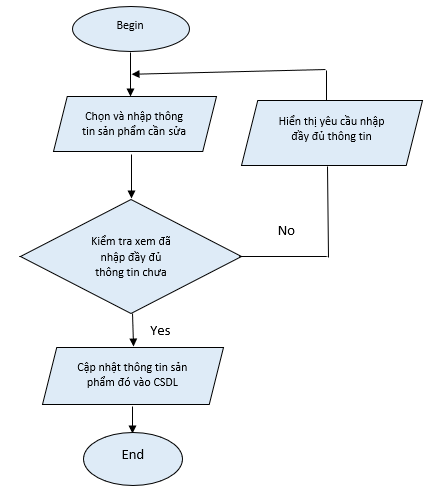 Begin
Chọn và nhập thông
tin sản phẩm cần sửa
Hiển thị yêu cầu nhập
đầy đủ thông tin
Kiểm tra xem đã
nhập đầy đủ
thông tin chưa
No
Yes
Cập nhật thông tin sản
phẩm đó vào CSDL
End